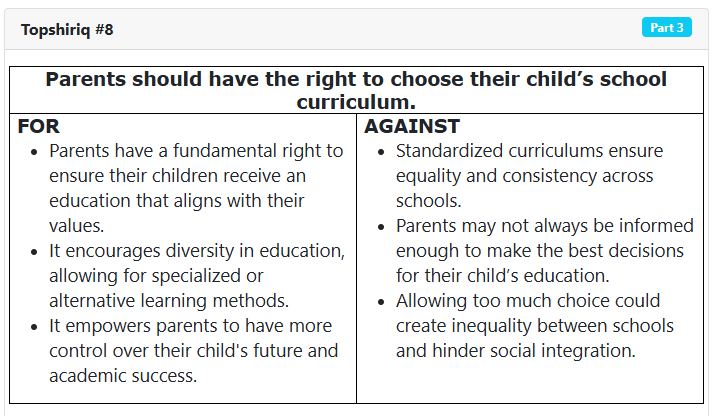 Topshiriq #8
Part 3
Parents should have the right to choose their child’s school
curriculum.
FOR
• Parents have a fundamental right to
ensure their children receive an
education that aligns with their
values.
• It encourages diversity in education,
allowing for specialized or
alternative learning methods.
• It empowers parents to have more
control over their child's future and
academic success.
AGAINST
• Standardized curriculums ensure
equality and consistency across
schools.
• Parents may not always be informed
enough to make the best decisions
for their child’s education.
• Allowing too much choice could
create inequality between schools
and hinder social integration.